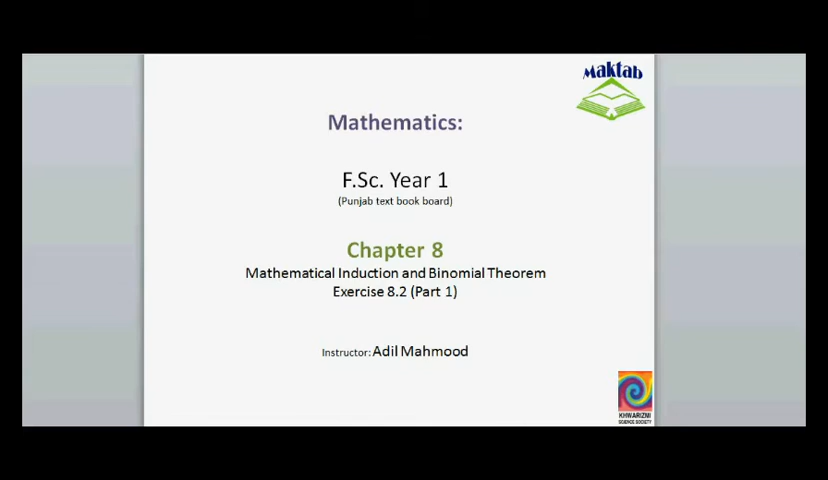 Maktab
Mathematics:
F.Sc. Year 1
(Punjab text book board)
Chapter 8
Mathematical Induction and Binomial Theorem
Exercise 8.2 (Part 1)
Instructor: Adil Mahmood
KHWARIZMI
SCIENCE SOCIETY